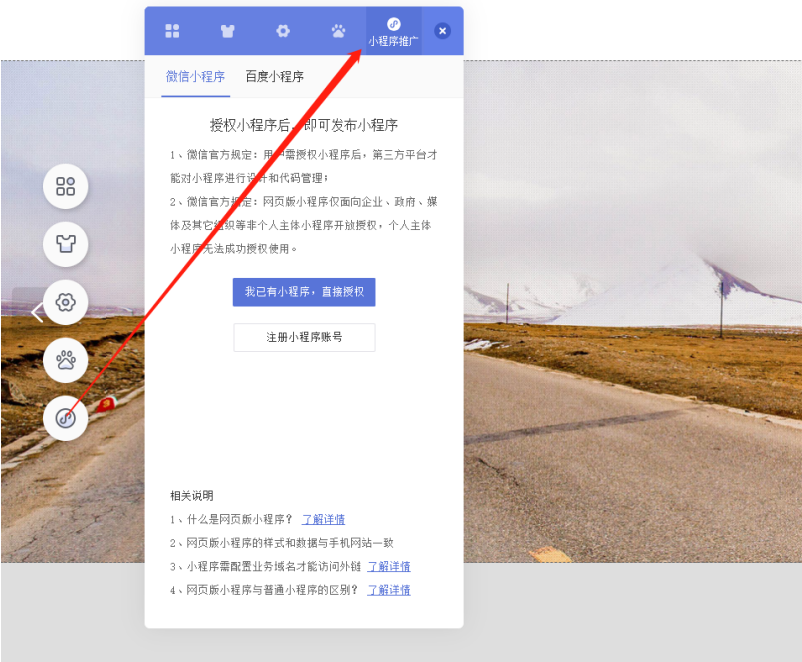 小程序推广
微信小程序 百度小程序
授权小程序后,即可发布小程序
1、微信官方规定:用户需授权小程序后,第三方平台才
能对小程序进行设计和代码管理;
2、微信官方规定:网页版小程序仅面向企业、政府、媒
体及其它组织等非个人主体小程序开放授权,个人主体
小程序无法成功授权使用。
我已有小程序,直接授权
注册小程序账号
相关说明
1、什么是网页版小程序? 了解详情
2、网页版小程序的样式和数据与手机网站一致
3、小程序需配置业务域名才能访问外链 了解详情
4、网页版小程序与普通小程序的区别? 了解详情